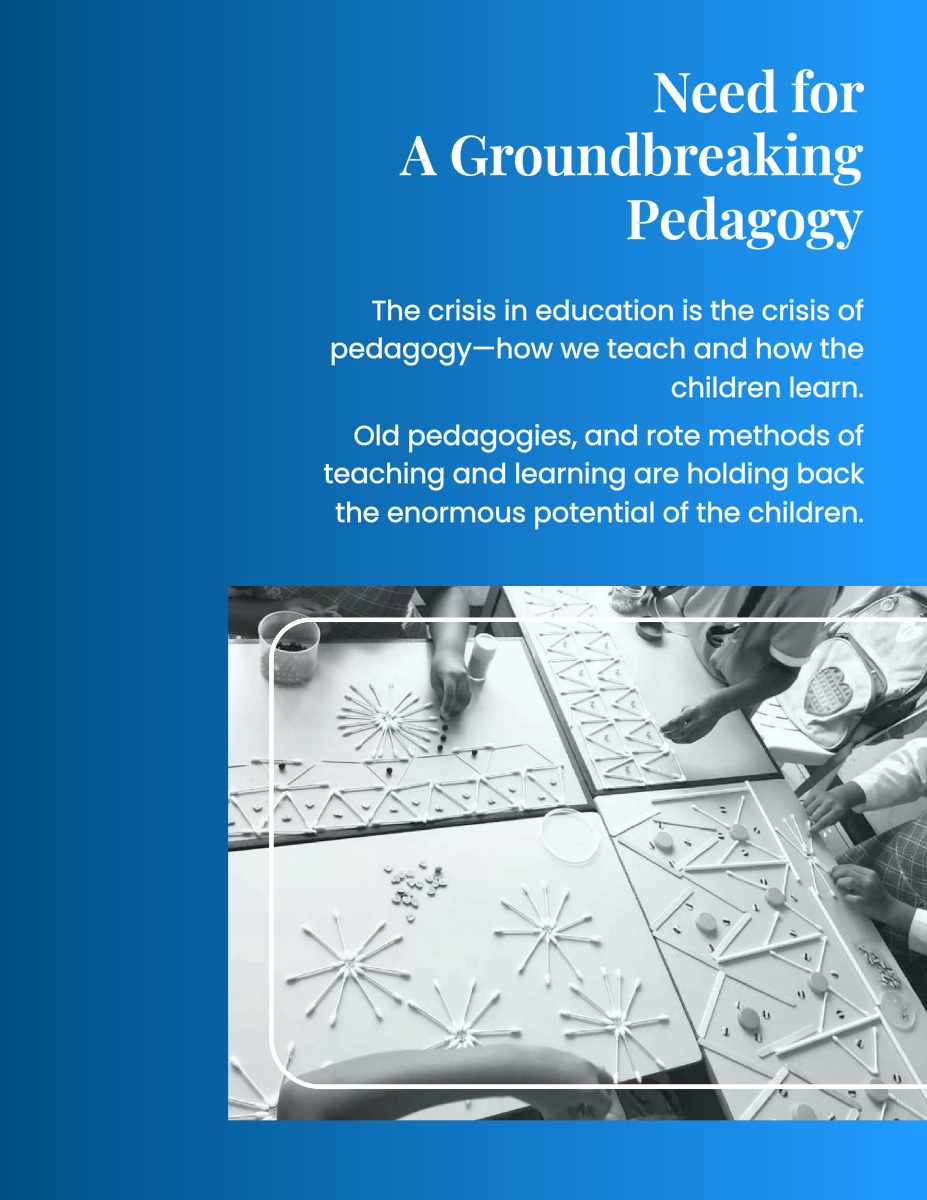 Need for
A Groundbreaking
Pedagogy
The crisis in education is the crisis of
pedagogy—how we teach and how the
children learn.
Old pedagogies, and rote methods of
teaching and learning are holding back
the enormous potential of the children.